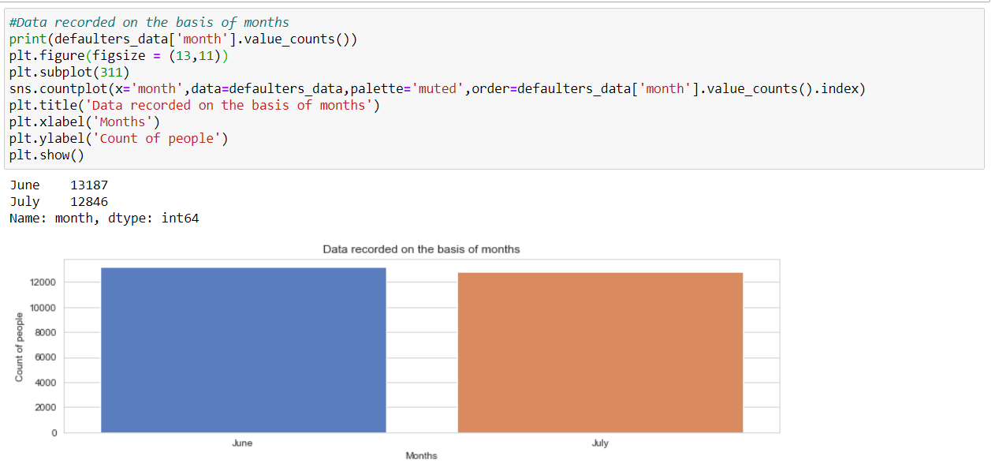 #Data recorded on the basis of months
print(defaulters_data['month'].value_counts())
plt.figure(figsize = (13,11))
plt.subplot(311)
sns.countplot(x='month',data=defaulters_data,palette='muted',order=defaulters_data['month'].value_counts().index)
plt.title('Data recorded on the basis of months')
plt.xlabel('Months')
plt.ylabel('Count of people')
plt.show()
June    13187
July    12846
Name: month, dtype: int64
Data recorded on the basis of months
Count of people
12000
10000
8000
6000
4000
2000
0
June July
Months